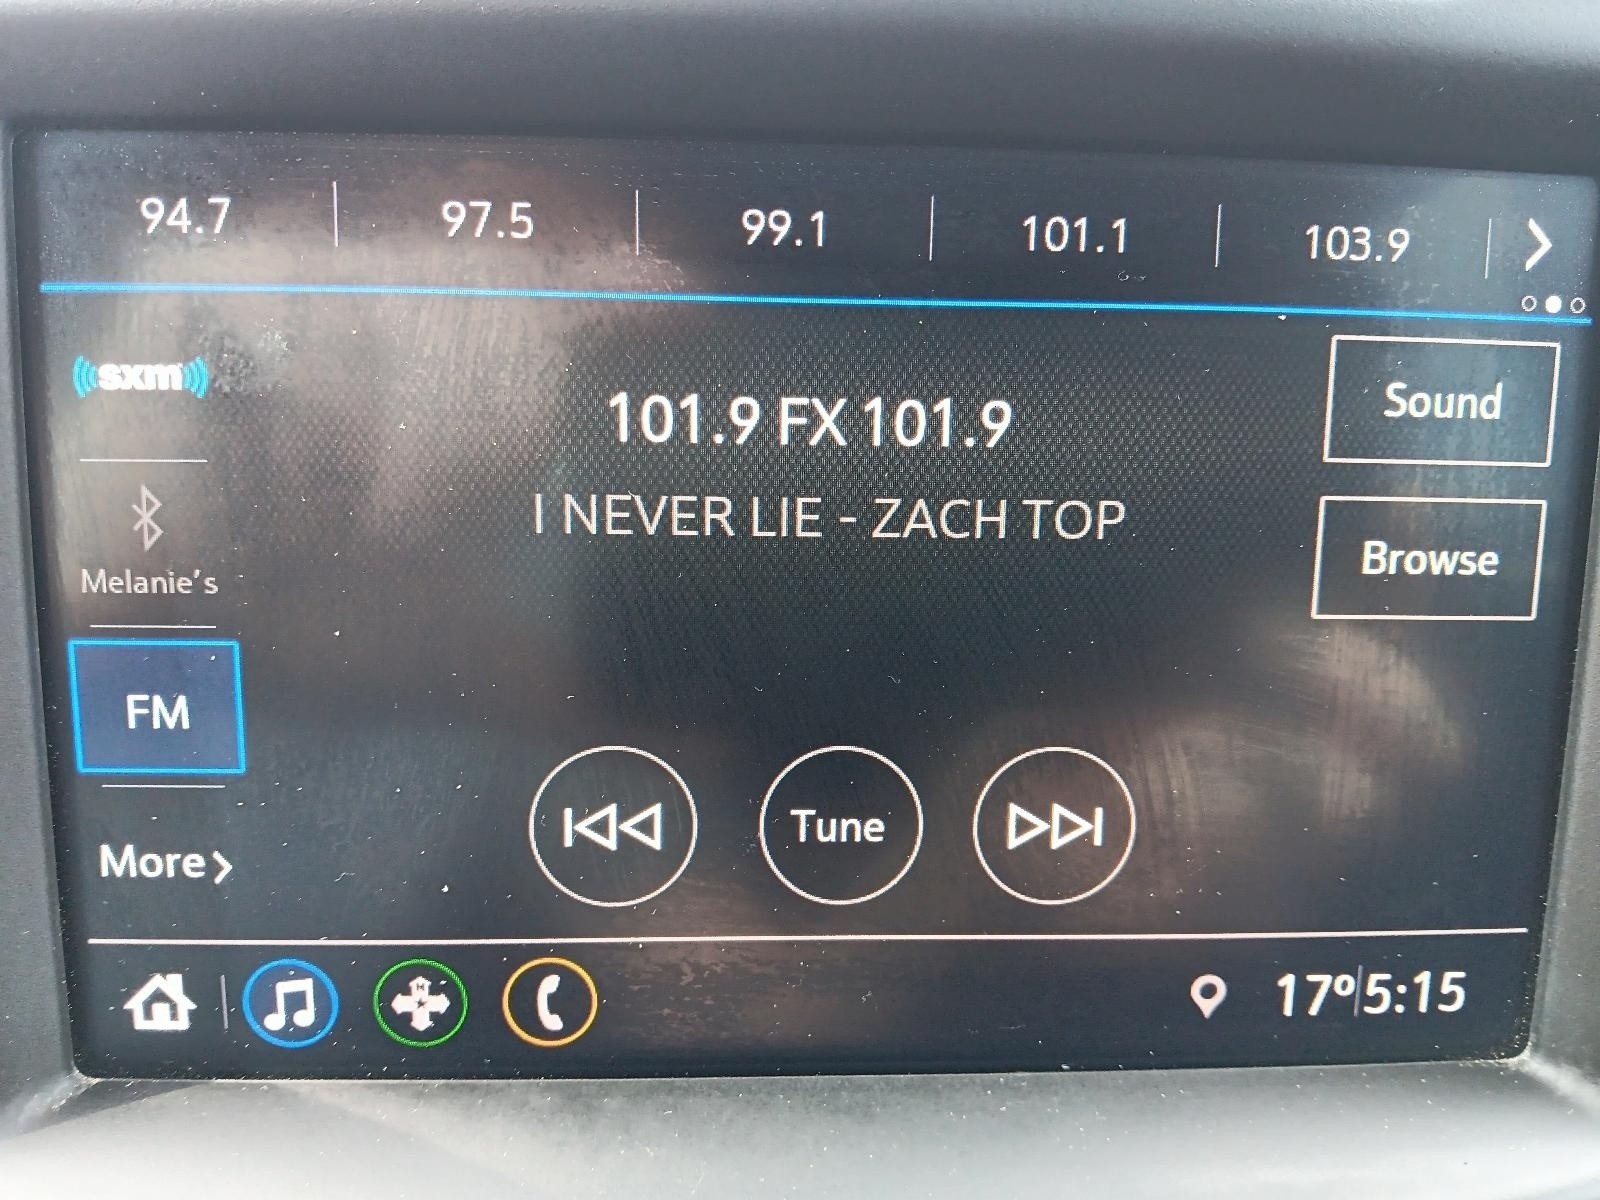 94.7 97.5 99.1 101.1 103.9
sxm
101.9 FX 101.9
Sound
I NEVER LIE - ZACH TOP
Browse
Melanie's
FM
Tune
More
17° 5:15